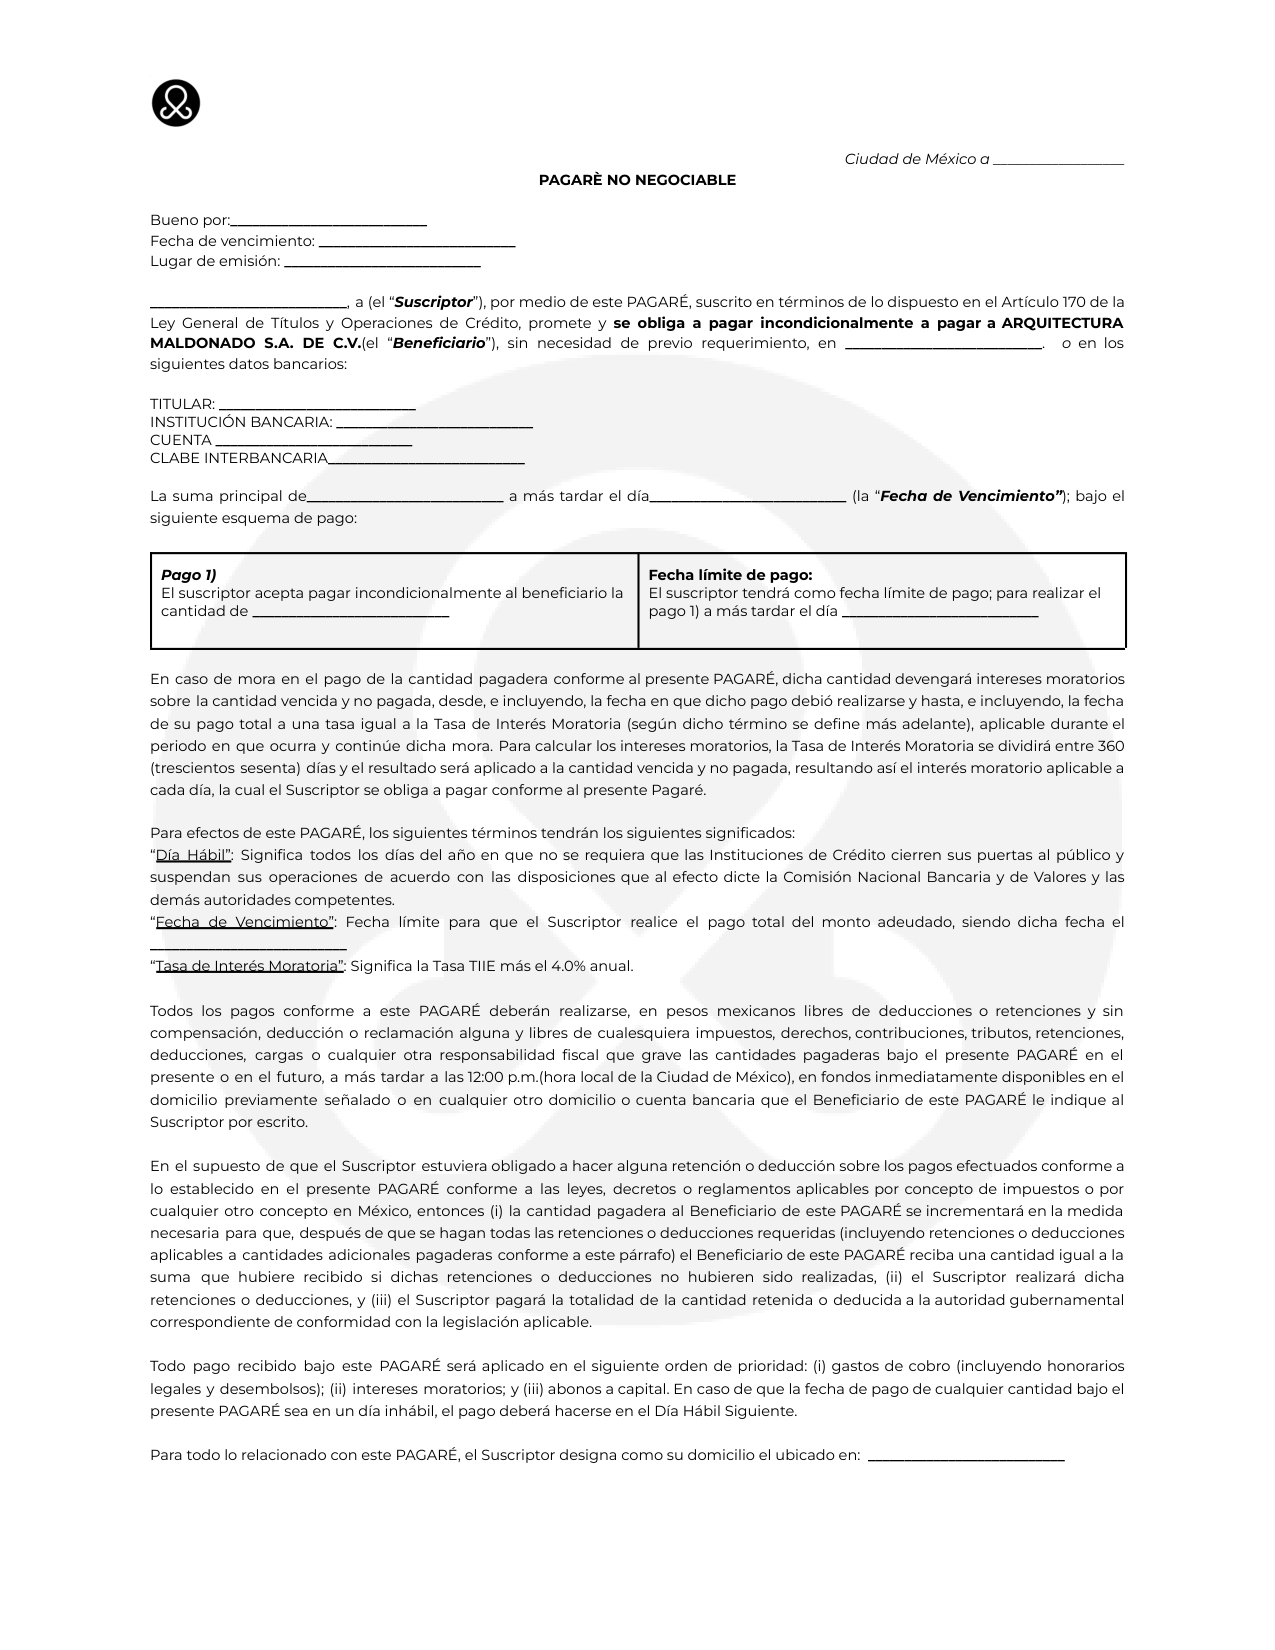 Ciudad de México a __________________
PAGARÈ NO NEGOCIABLE
Bueno por:___________________________
Fecha de vencimiento: ___________________________
Lugar de emisión: ___________________________
___________________________, a (el “Suscriptor”), por medio de este PAGARÉ, suscrito en términos de lo dispuesto en el Artículo 170 de la
Ley General de Títulos y Operaciones de Crédito, promete y se obliga a pagar incondicionalmente a pagar a ARQUITECTURA
MALDONADO S.A. DE C.V.(el “Beneficiario”), sin necesidad de previo requerimiento, en ___________________________. o en los
siguientes datos bancarios:
TITULAR: ___________________________
INSTITUCIÓN BANCARIA: ___________________________
CUENTA ___________________________
CLABE INTERBANCARIA___________________________
La suma principal de___________________________ a más tardar el día___________________________ (la “Fecha de Vencimiento”); bajo el
siguiente esquema de pago:
Pago 1)
El suscriptor acepta pagar incondicionalmente al beneficiario la
cantidad de ___________________________
Fecha límite de pago:
El suscriptor tendrá como fecha límite de pago; para realizar el
pago 1) a más tardar el día ___________________________
En caso de mora en el pago de la cantidad pagadera conforme al presente PAGARÉ, dicha cantidad devengará intereses moratorios
sobre la cantidad vencida y no pagada, desde, e incluyendo, la fecha en que dicho pago debió realizarse y hasta, e incluyendo, la fecha
de su pago total a una tasa igual a la Tasa de Interés Moratoria (según dicho término se define más adelante), aplicable durante el
periodo en que ocurra y continúe dicha mora. Para calcular los intereses moratorios, la Tasa de Interés Moratoria se dividirá entre 360
(trescientos sesenta) días y el resultado será aplicado a la cantidad vencida y no pagada, resultando así el interés moratorio aplicable a
cada día, la cual el Suscriptor se obliga a pagar conforme al presente Pagaré.
Para efectos de este PAGARÉ, los siguientes términos tendrán los siguientes significados:
“Día Hábil”: Significa todos los días del año en que no se requiera que las Instituciones de Crédito cierren sus puertas al público y
suspendan sus operaciones de acuerdo con las disposiciones que al efecto dicte la Comisión Nacional Bancaria y de Valores y las
demás autoridades competentes.
“Fecha de Vencimiento”: Fecha límite para que el Suscriptor realice el pago total del monto adeudado, siendo dicha fecha el
___________________________
“Tasa de Interés Moratoria”: Significa la Tasa TIIE más el 4.0% anual.
Todos los pagos conforme a este PAGARÉ deberán realizarse, en pesos mexicanos libres de deducciones o retenciones y sin
compensación, deducción o reclamación alguna y libres de cualesquiera impuestos, derechos, contribuciones, tributos, retenciones,
deducciones, cargas o cualquier otra responsabilidad fiscal que grave las cantidades pagaderas bajo el presente PAGARÉ en el
presente o en el futuro, a más tardar a las 12:00 p.m.(hora local de la Ciudad de México), en fondos inmediatamente disponibles en el
domicilio previamente señalado o en cualquier otro domicilio o cuenta bancaria que el Beneficiario de este PAGARÉ le indique al
Suscriptor por escrito.
En el supuesto de que el Suscriptor estuviera obligado a hacer alguna retención o deducción sobre los pagos efectuados conforme a
lo establecido en el presente PAGARÉ conforme a las leyes, decretos o reglamentos aplicables por concepto de impuestos o por
cualquier otro concepto en México, entonces (i) la cantidad pagadera al Beneficiario de este PAGARÉ se incrementará en la medida
necesaria para que, después de que se hagan todas las retenciones o deducciones requeridas (incluyendo retenciones o deducciones
aplicables a cantidades adicionales pagaderas conforme a este párrafo) el Beneficiario de este PAGARÉ reciba una cantidad igual a la
suma que hubiere recibido si dichas retenciones o deducciones no hubieren sido realizadas, (ii) el Suscriptor realizará dicha
retenciones o deducciones, y (iii) el Suscriptor pagará la totalidad de la cantidad retenida o deducida a la autoridad gubernamental
correspondiente de conformidad con la legislación aplicable.
Todo pago recibido bajo este PAGARÉ será aplicado en el siguiente orden de prioridad: (i) gastos de cobro (incluyendo honorarios
legales y desembolsos); (ii) intereses moratorios; y (iii) abonos a capital. En caso de que la fecha de pago de cualquier cantidad bajo el
presente PAGARÉ sea en un día inhábil, el pago deberá hacerse en el Día Hábil Siguiente.
Para todo lo relacionado con este PAGARÉ, el Suscriptor designa como su domicilio el ubicado en: ___________________________